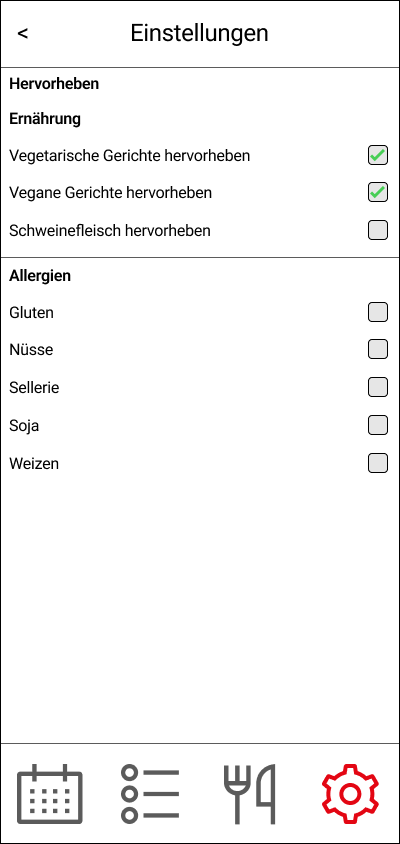 < Einstellungen
Hervorheben
Ernährung
Vegetarische Gerichte hervorheben
Vegane Gerichte hervorheben
Schweinefleisch hervorheben
Allergien
Gluten
Nüsse
Sellerie
Soja
Weizen